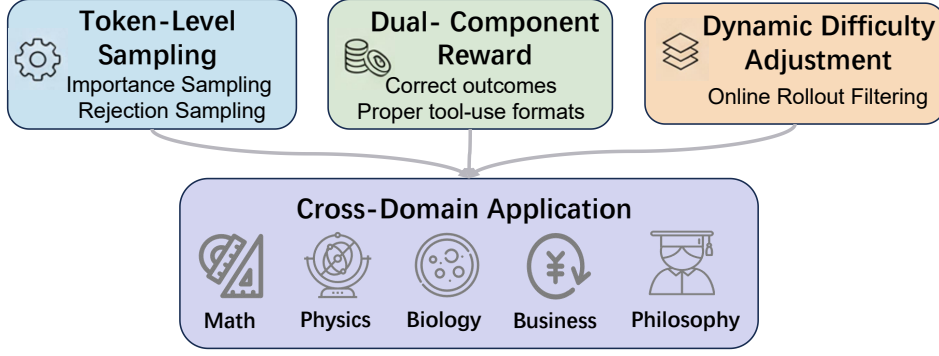 Token-Level
Sampling
Importance Sampling
Rejection Sampling
Dual- Component
Reward
Correct outcomes
Proper tool-use formats
Dynamic Difficulty
Adjustment
Online Rollout Filtering
Cross-Domain Application
¥
Math Physics Biology Business Philosophy